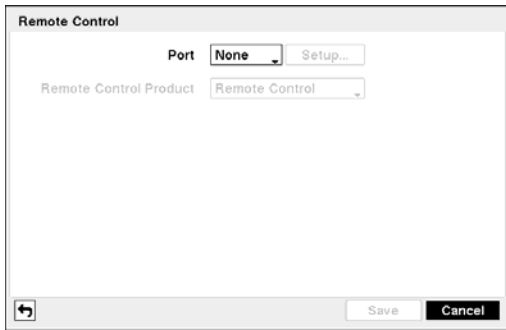 Remote Control
Port None Setup...
Remote Control Product Remote Control
Save Cancel